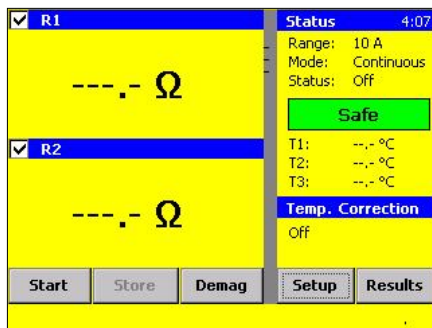 R1
---.- Ω
R2
---.- Ω
Status 4:07
Range: 10 A
Mode: Continuous
Status: Off
Safe
T1: --.- °C
T2: --.- °C
T3: --.- °C
Temp. Correction
Off
Start Store Demag Setup Results